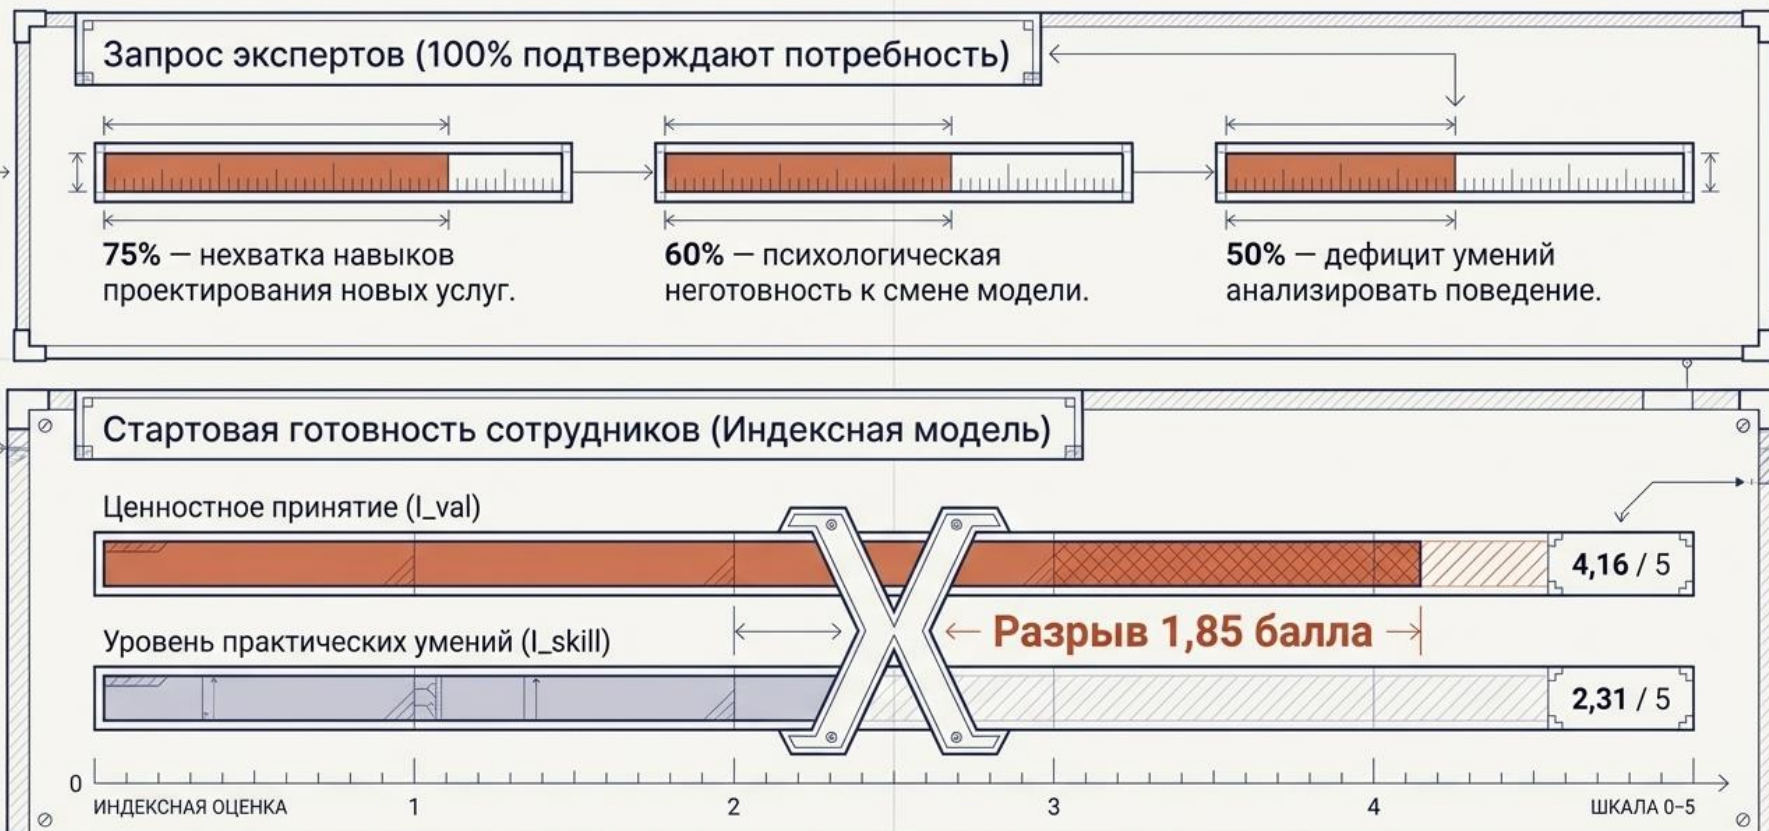 Запрос экспертов (100% подтверждают потребность)
75% — нехватка навыков
проектирования новых услуг.
60% — психологическая
неготовность к смене модели.
50% — дефицит умений
анализировать поведение.
Стартовая готовность сотрудников (Индексная модель)
Ценностное принятие (I_val)
4,16 / 5
Разрыв 1,85 балла
Уровень практических умений (I_skill)
2,31 / 5
0
1
2
3
4
ИНДЕКСНАЯ ОЦЕНКА
ШКАЛА 0–5